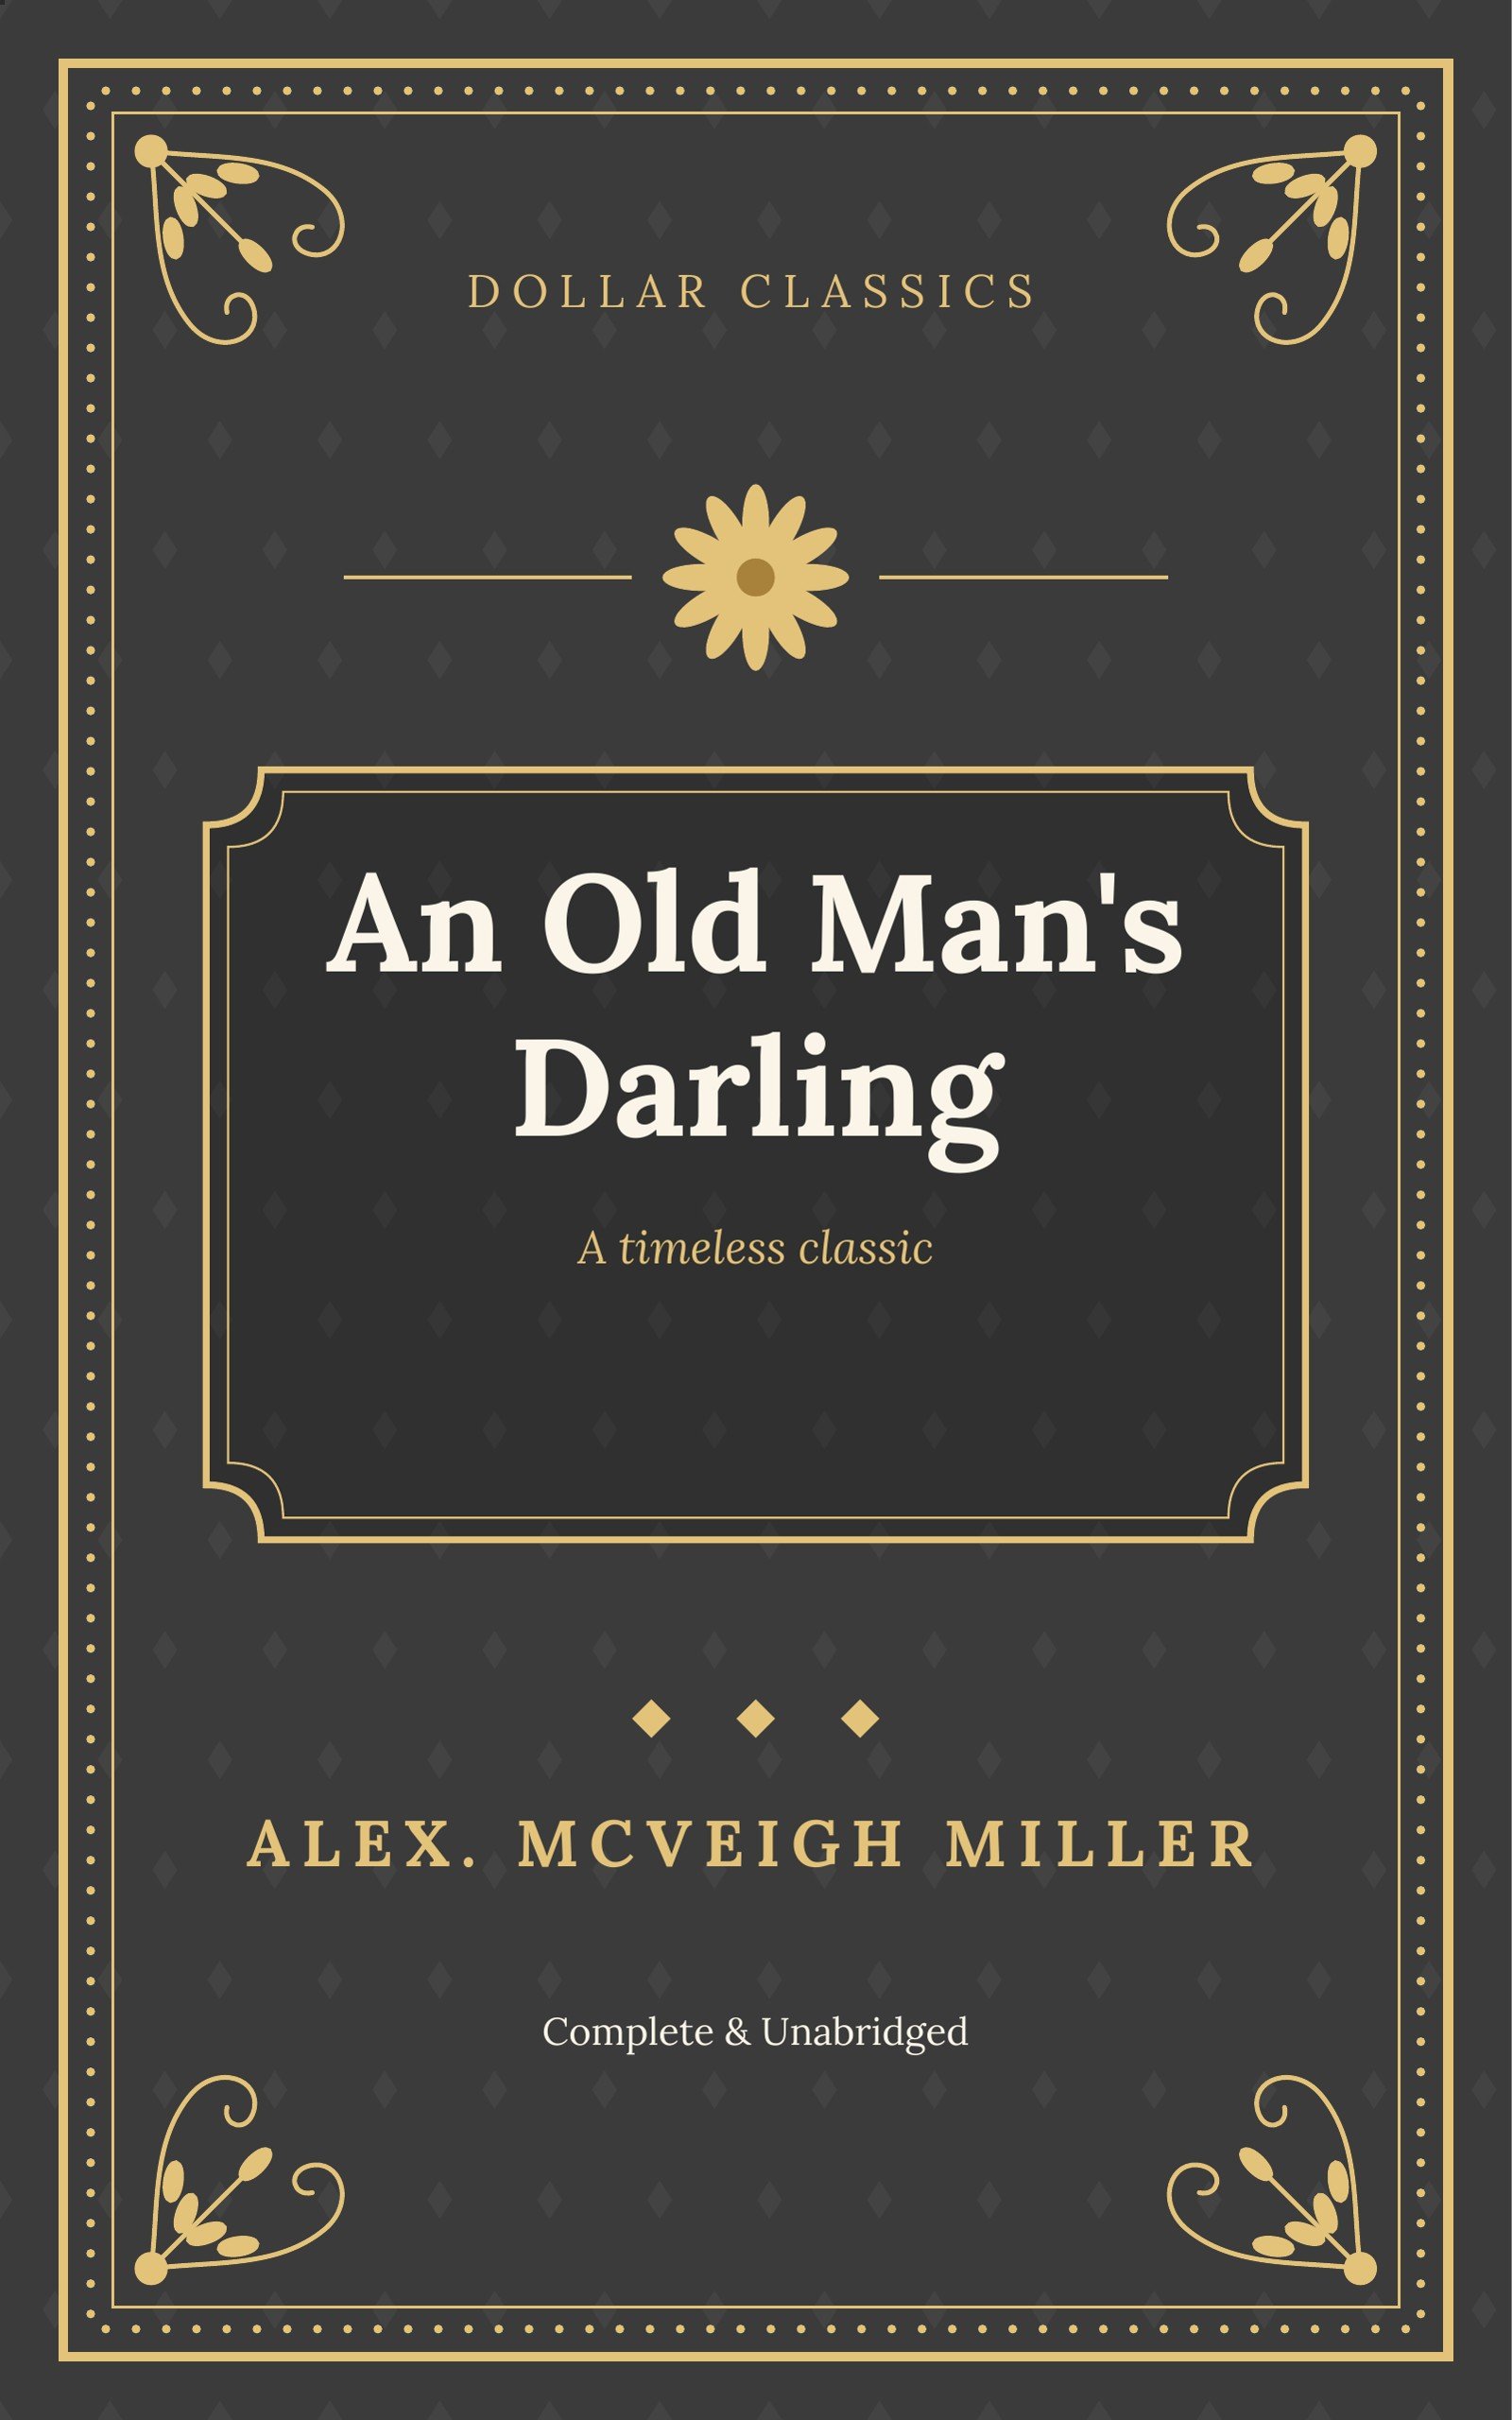 DOLLAR CLASSICS
An Old Man's
Darling
A timeless classic
ALEX. MCVEIGH MILLER
Complete & Unabridged